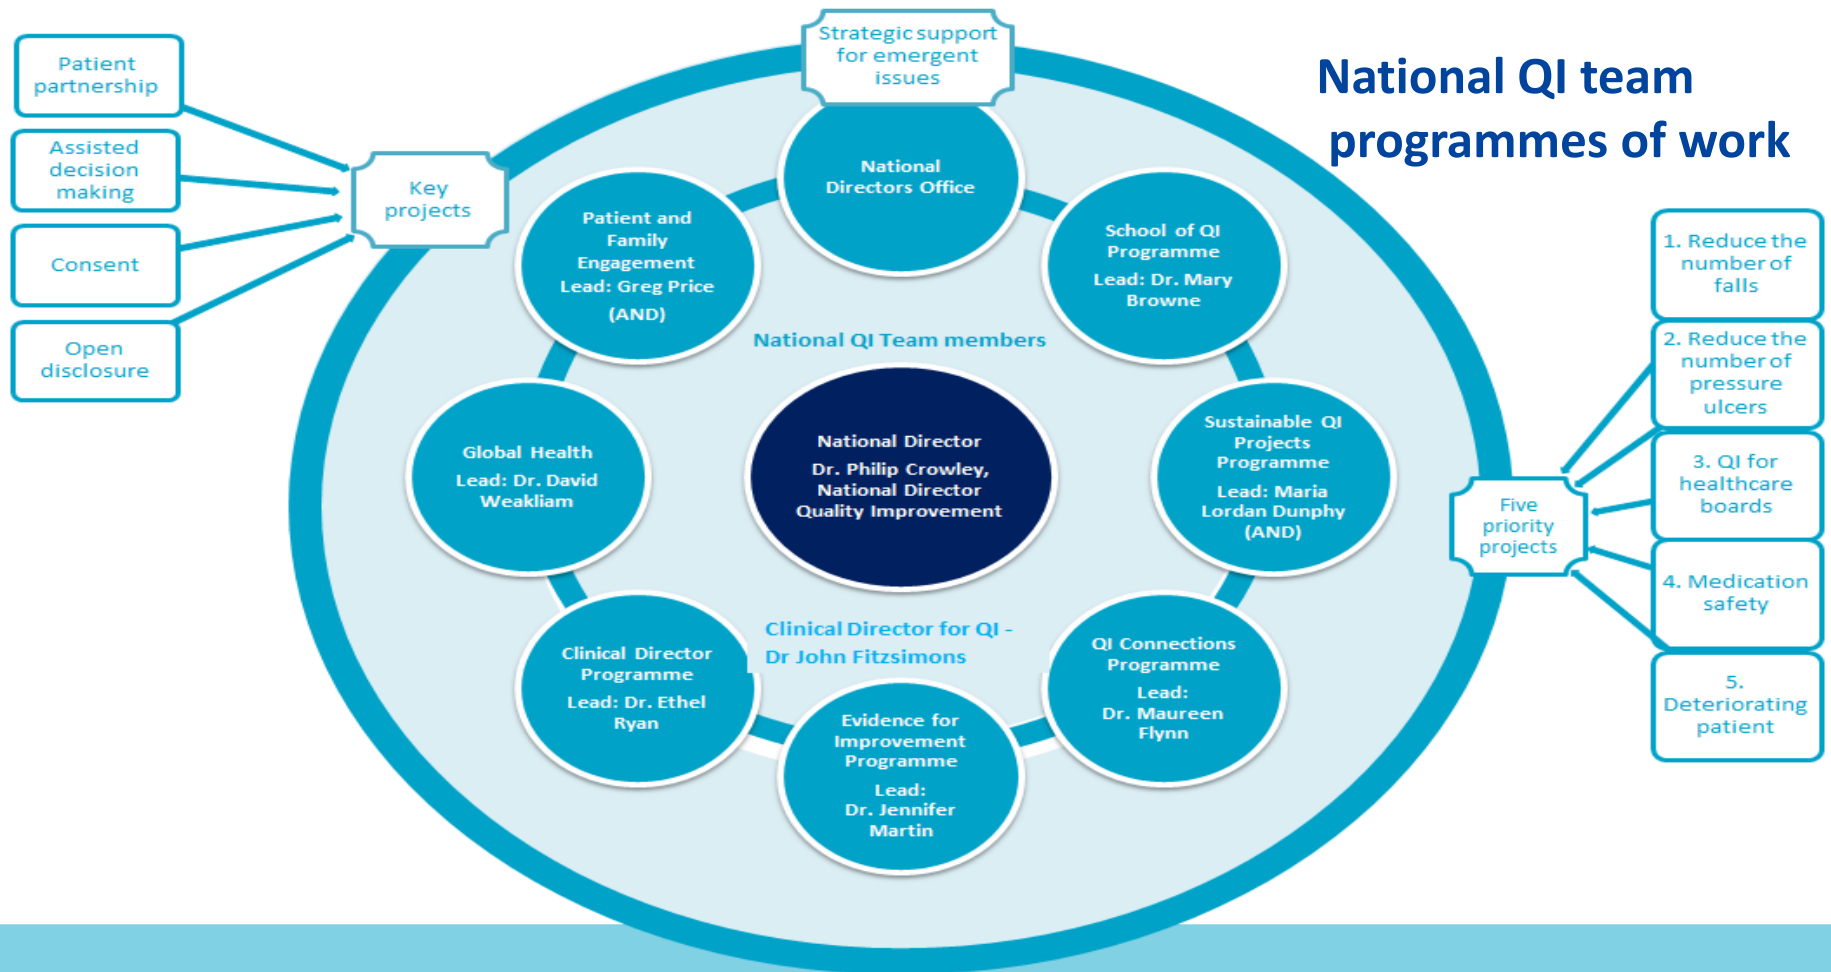 National QI team
programmes of work
Strategic support
for emergent
issues
Patient
partnership
Assisted
decision
making
Consent
Open
disclosure
Key
projects
National
Directors Office
Patient and
Family
Engagement
Lead: Greg Price
(AND)
School of QI
Programme
Lead: Dr. Mary
Browne
National QI Team members
Global Health
Lead: Dr. David
Weakliam
National Director
Dr. Philip Crowley,
National Director
Quality Improvement
Sustainable QI
Projects
Programme
Lead: Maria
Lordan Dunphy
(AND)
Clinical Director for QI -
Dr John Fitzsimons
Clinical Director
Programme
Lead: Dr. Ethel
Ryan
Evidence for
Improvement
Programme
Lead:
Dr. Jennifer
Martin
QI Connections
Programme
Lead:
Dr. Maureen
Flynn
Five
priority
projects
1. Reduce the
number of
falls
2. Reduce the
number of
pressure
ulcers
3. QI for
healthcare
boards
4. Medication
safety
5.
Deteriorating
patient